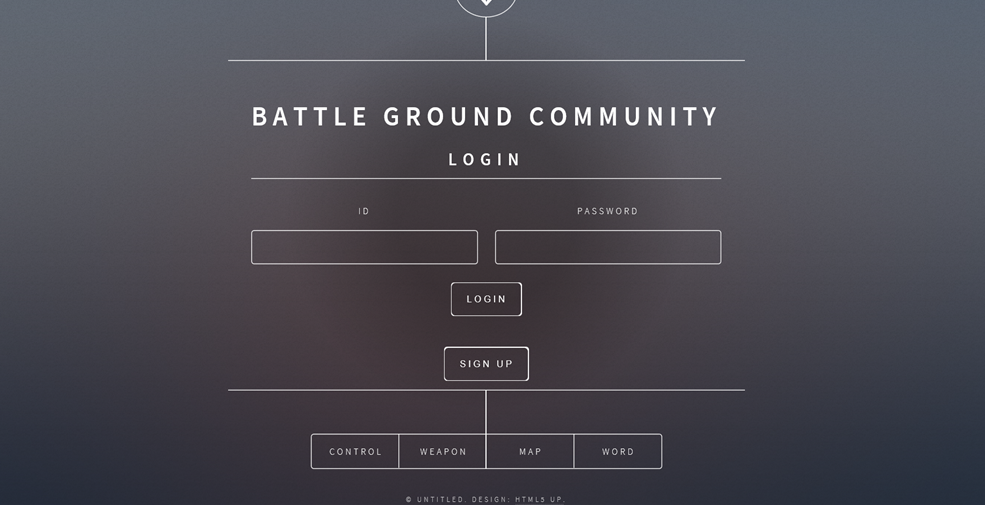 BATTLE GROUND COMMUNITY
LOGIN
ID PASSWORD
LOGIN
SIGN UP
CONTROL WEAPON MAP WORD
© UNTITLED. DESIGN: HTML5 UP.